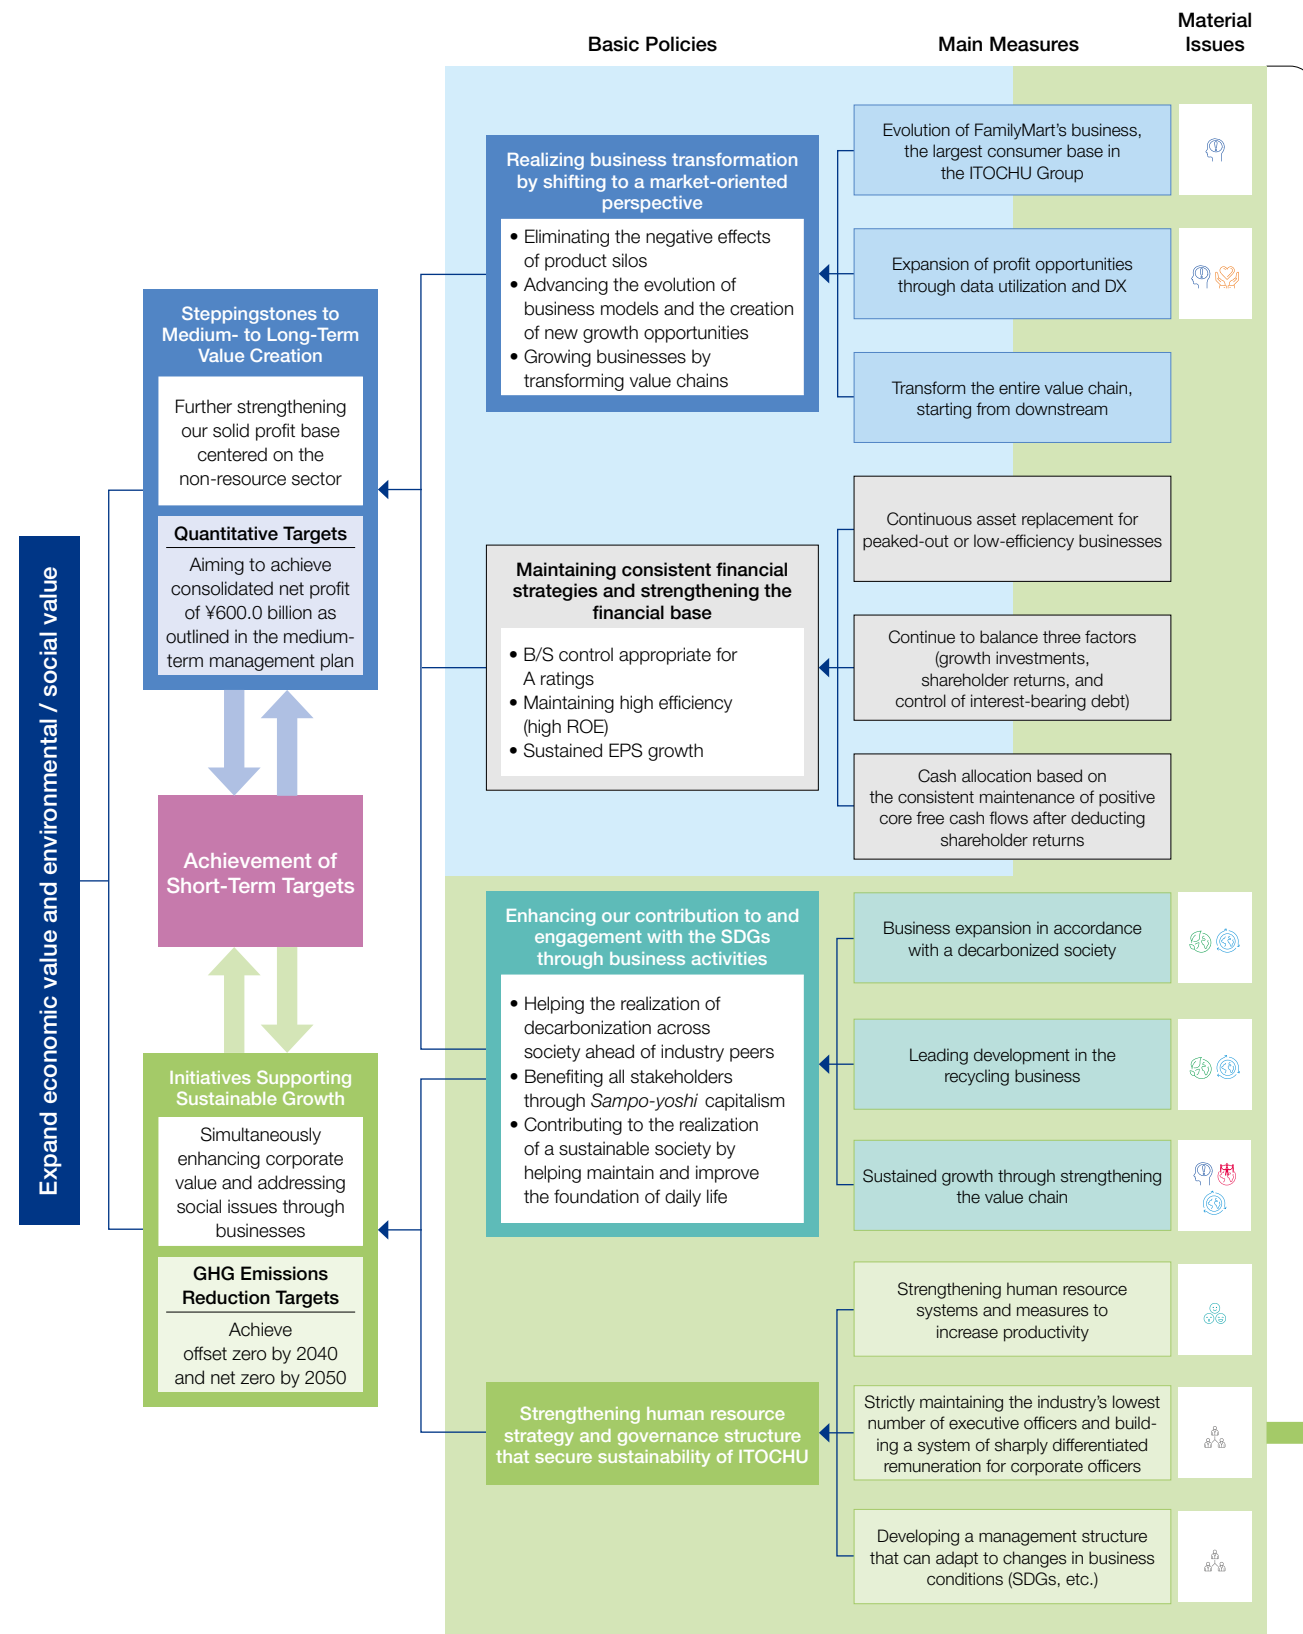 Basic Policies
Main Measures
Material
Issues
Expand economic value and environmental / social value
Steppingstones to
Medium- to Long-Term
Value Creation
Further strengthening
our solid profit base
centered on the
non-resource sector
Quantitative Targets
Aiming to achieve
consolidated net profit
of ¥600.0 billion as
outlined in the medium-
term management plan
Achievement of
Short-Term Targets
Initiatives Supporting
Sustainable Growth
Simultaneously
enhancing corporate
value and addressing
social issues through
businesses
GHG Emissions
Reduction Targets
Achieve
offset zero by 2040
and net zero by 2050
Realizing business transformation
by shifting to a market-oriented
perspective
• Eliminating the negative effects
of product silos
• Advancing the evolution of
business models and the creation
of new growth opportunities
• Growing businesses by
transforming value chains
Evolution of FamilyMart's business,
the largest consumer base in
the ITOCHU Group
Expansion of profit opportunities
through data utilization and DX
Transform the entire value chain,
starting from downstream
Maintaining consistent financial
strategies and strengthening the
financial base
• B/S control appropriate for
A ratings
• Maintaining high efficiency
(high ROE)
• Sustained EPS growth
Continuous asset replacement for
peaked-out or low-efficiency businesses
Continue to balance three factors
(growth investments,
shareholder returns, and
control of interest-bearing debt)
Cash allocation based on
the consistent maintenance of positive
core free cash flows after deducting
shareholder returns
Enhancing our contribution to and
engagement with the SDGs
through business activities
• Helping the realization of
decarbonization across
society ahead of industry peers
• Benefiting all stakeholders
through Sampo-yoshi capitalism
• Contributing to the realization
of a sustainable society by
helping maintain and improve
the foundation of daily life
Business expansion in accordance
with a decarbonized society
Leading development in the
recycling business
Sustained growth through strengthening
the value chain
Strengthening human resource
strategy and governance structure
that secure sustainability of ITOCHU
Strengthening human resource
systems and measures to
increase productivity
Strictly maintaining the industry's lowest
number of executive officers and build-
ing a system of sharply differentiated
remuneration for corporate officers
Developing a management structure
that can adapt to changes in business
conditions (SDGs, etc.)